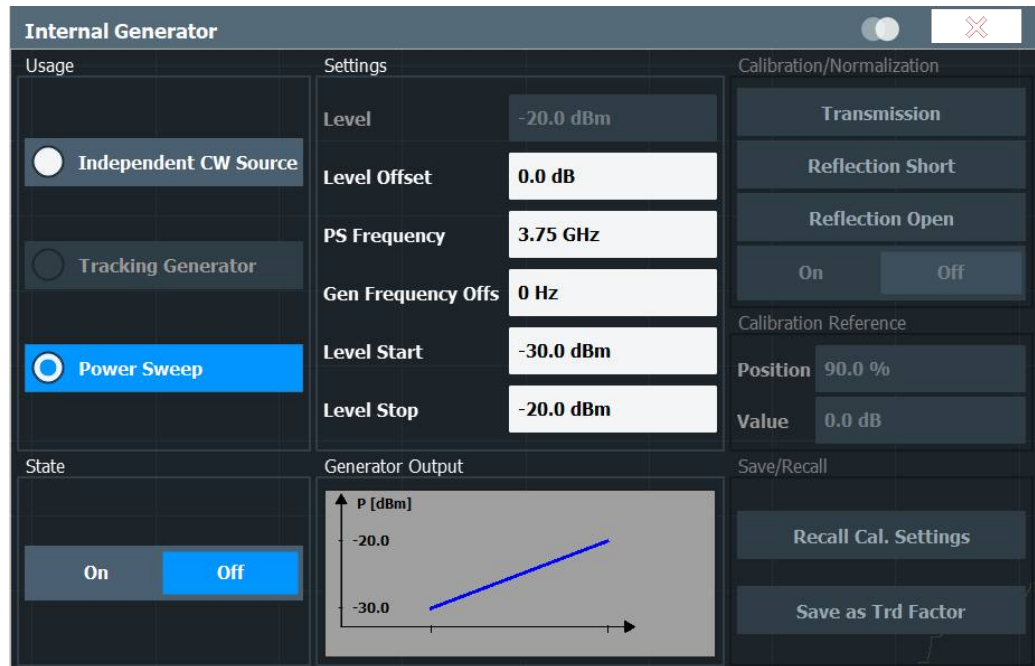 Internal Generator
Usage
Independent CW Source
Tracking Generator
Power Sweep
Settings
Level -20.0 dBm
Level Offset 0.0 dB
PS Frequency 3.75 GHz
Gen Frequency Offs 0 Hz
Level Start -30.0 dBm
Level Stop -20.0 dBm
Calibration/Normalization
Transmission
Reflection Short
Reflection Open
On Off
Calibration Reference
Position 90.0 %
Value 0.0 dB
State
On Off
Generator Output
P [dBm]
-20.0
-30.0
Save/Recall
Recall Cal. Settings
Save as Trd Factor